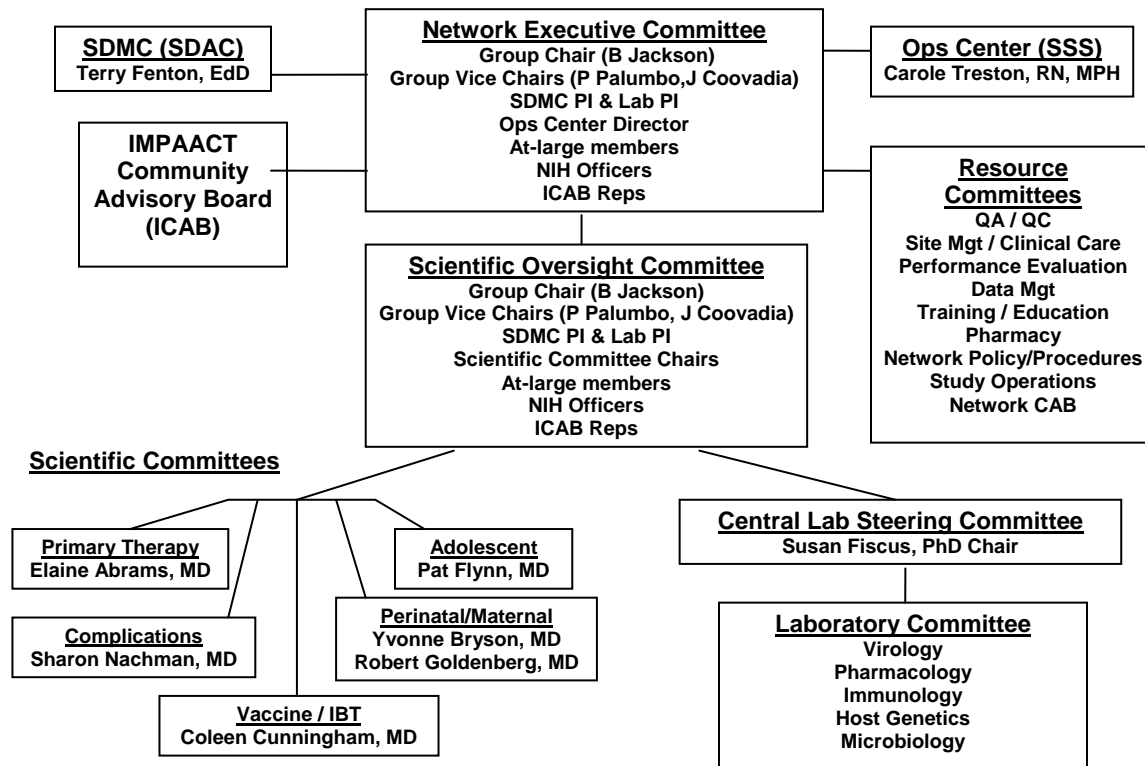 SDMC (SDAC)
Terry Fenton, EdD
Network Executive Committee
Group Chair (B Jackson)
Group Vice Chairs (P Palumbo,J Coovadia)
SDMC PI & Lab PI
Ops Center Director
At-large members
NIH Officers
ICAB Reps
Ops Center (SSS)
Carole Treston, RN, MPH
IMPAACT
Community
Advisory Board
(ICAB)
Resource
Committees
QA / QC
Site Mgt / Clinical Care
Performance Evaluation
Data Mgt
Training / Education
Pharmacy
Network Policy/Procedures
Study Operations
Network CAB
Scientific Oversight Committee
Group Chair (B Jackson)
Group Vice Chairs (P Palumbo, J Coovadia)
SDMC PI & Lab PI
Scientific Committee Chairs
At-large members
NIH Officers
ICAB Reps
Scientific Committees
Primary Therapy
Elaine Abrams, MD
Adolescent
Pat Flynn, MD
Complications
Sharon Nachman, MD
Perinatal/Maternal
Yvonne Bryson, MD
Robert Goldenberg, MD
Vaccine / IBT
Coleen Cunningham, MD
Central Lab Steering Committee
Susan Fiscus, PhD Chair
Laboratory Committee
Virology
Pharmacology
Immunology
Host Genetics
Microbiology